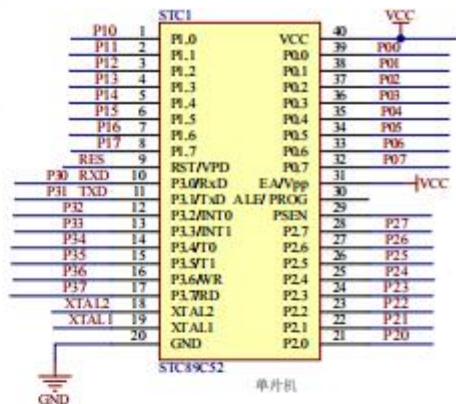 STC1
VCC
P10 1 P1.0 VCC 40
P11 2 P1.1 P0.0 39 P00
P12 3 P1.2 P0.1 38 P01
P13 4 P1.3 P0.2 37 P02
P14 5 P1.4 P0.3 36 P03
P15 6 P1.5 P0.4 35 P04
P16 7 P1.6 P0.5 34 P05
P17 8 P1.7 P0.6 33 P06
RES 9 RST/VPD P0.7 32 P07
P30 RXD 10 P3.0/RxD EA/Vpp 31 VCC
P31 TXD 11 P3.1/TxD ALE/PROG 30
P32 12 P3.2/INT0 PSEN 29
P33 13 P3.3/INT1 P2.7 28 P27
P34 14 P3.4/T0 P2.6 27 P26
P35 15 P3.5/T1 P2.5 26 P25
P36 16 P3.6/WR P2.4 25 P24
P37 17 P3.7/RD P2.3 24 P23
XTAL2 18 XTAL2 P2.2 23 P22
XTAL1 19 XTAL1 P2.1 22 P21
20 GND P2.0 21 P20
STC89C52
单片机
GND